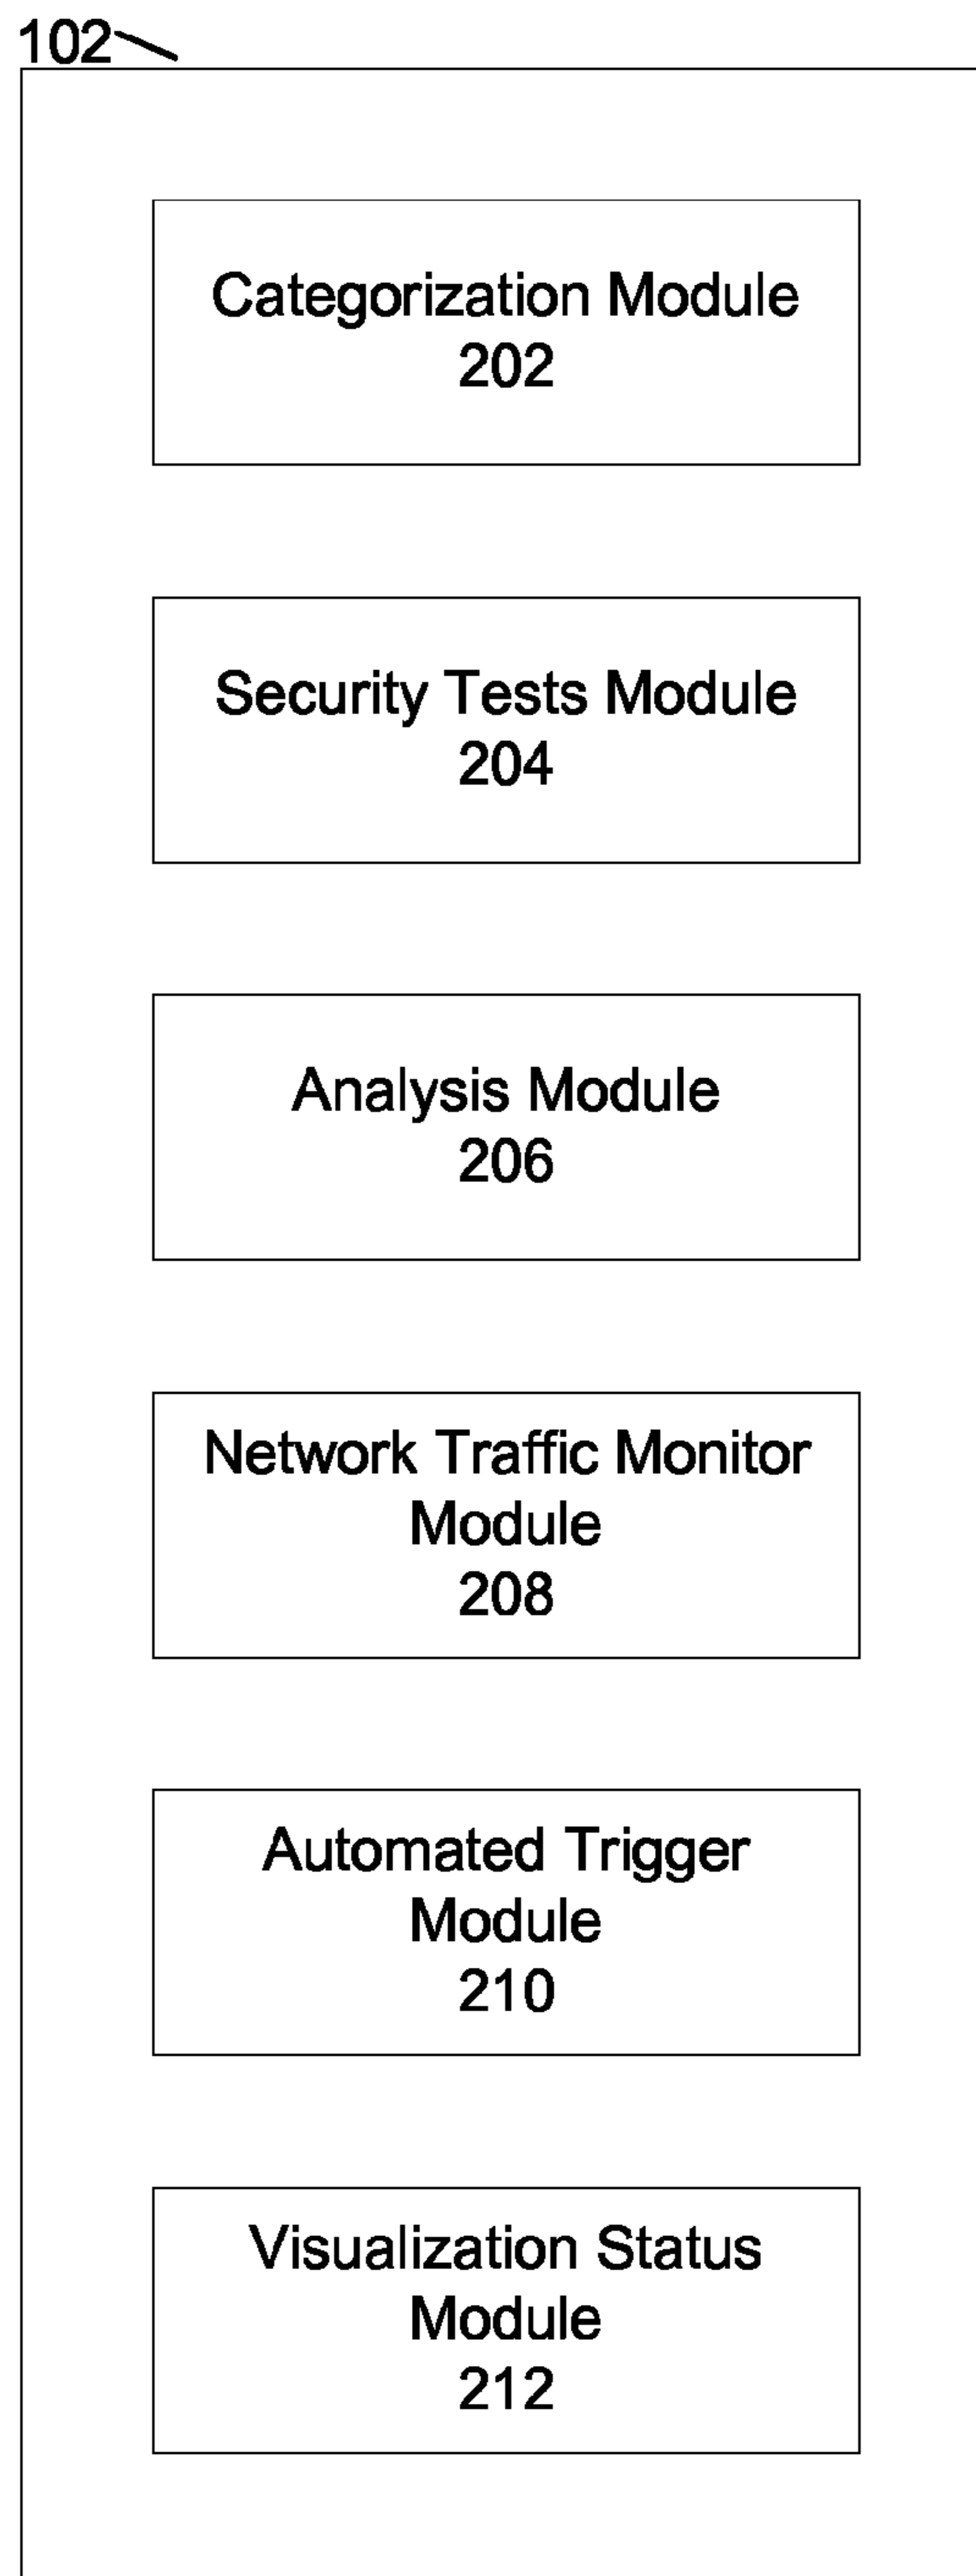 102
Categorization Module
202
Security Tests Module
204
Analysis Module
206
Network Traffic Monitor
Module
208
Automated Trigger
Module
210
Visualization Status
Module
212